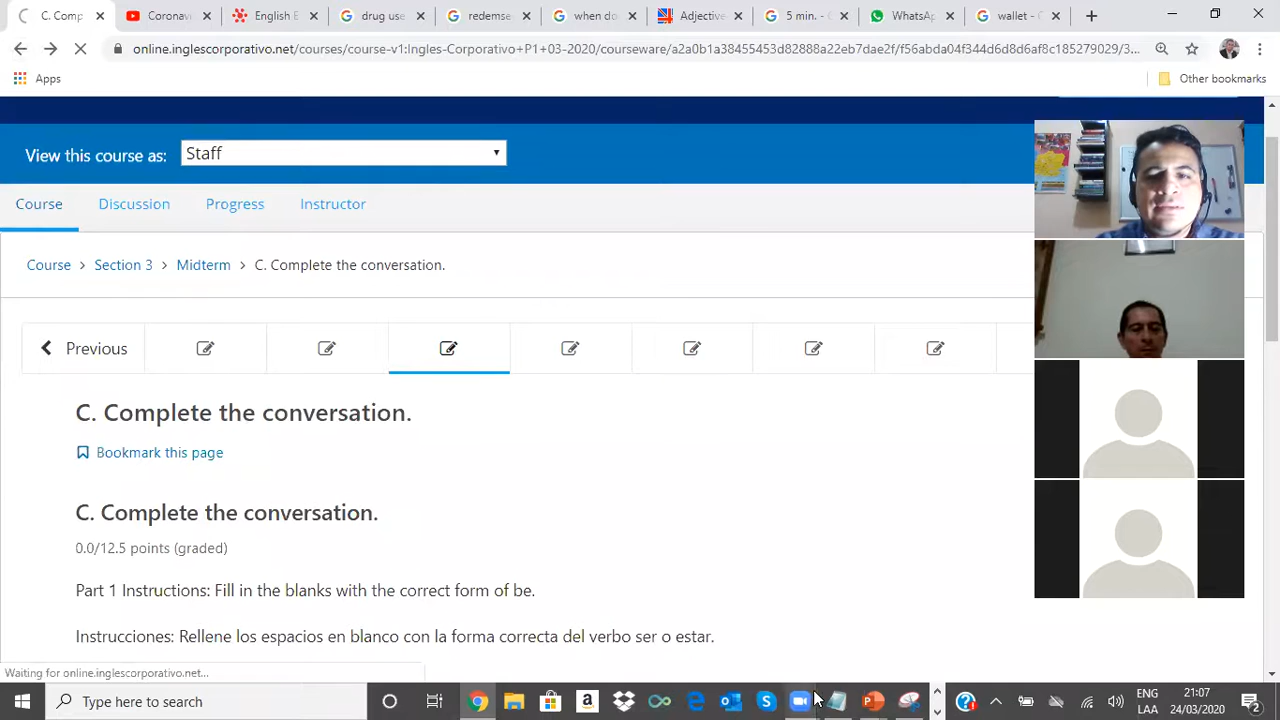 C. Comp
Coronav
English E
drug use
redemse
when do
Adjective
5 min. -
WhatsAp
wallet - G
online.inglescorporativo.net/courses/course-v1:Ingles-Corporativo+P1+03-2020/courseware/a2a0b1a38455453d82888a22eb7dae2f/f56abda04f344d6d8d6af8c185279029/3...
Apps
Other bookmarks
View this course as:
Staff
Course
Discussion
Progress
Instructor
Course > Section 3 > Midterm > C. Complete the conversation.
Previous
C. Complete the conversation.
Bookmark this page
C. Complete the conversation.
0.0/12.5 points (graded)
Part 1 Instructions: Fill in the blanks with the correct form of be.
Instrucciones: Rellene los espacios en blanco con la forma correcta del verbo ser o estar.
Waiting for online.inglescorporativo.net...
Type here to search
ENG
LAA
21:07
24/03/2020
2